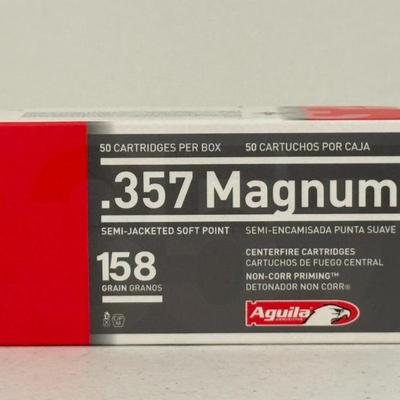 50 CARTRIDGES PER BOX 50 CARTUCHOS POR CAJA
.357 Magnum
SEMI-JACKETED SOFT POINT SEMI-ENCAMISADA PUNTA SUAVE
158
GRAIN GRANOS
CENTERFIRE CARTRIDGES
CARTUCHOS DE FUEGO CENTRAL
NON-CORR PRIMING™
DETONADOR NON CORR®
Aguila
AMMUNITION